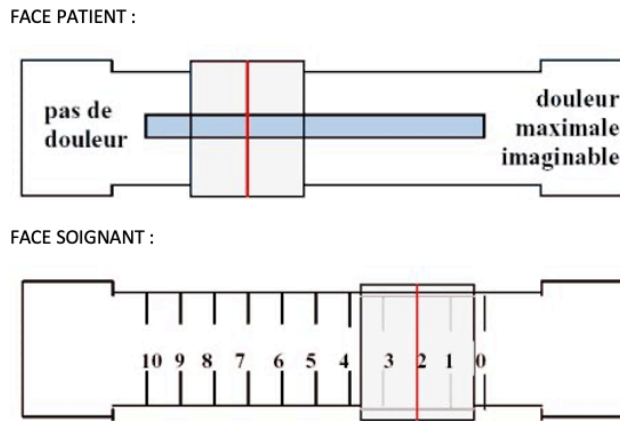 FACE PATIENT :
pas de
douleur
douleur
maximale
imaginable
FACE SOIGNANT :
10 9 8 7 6 5 4 3 2 1 0